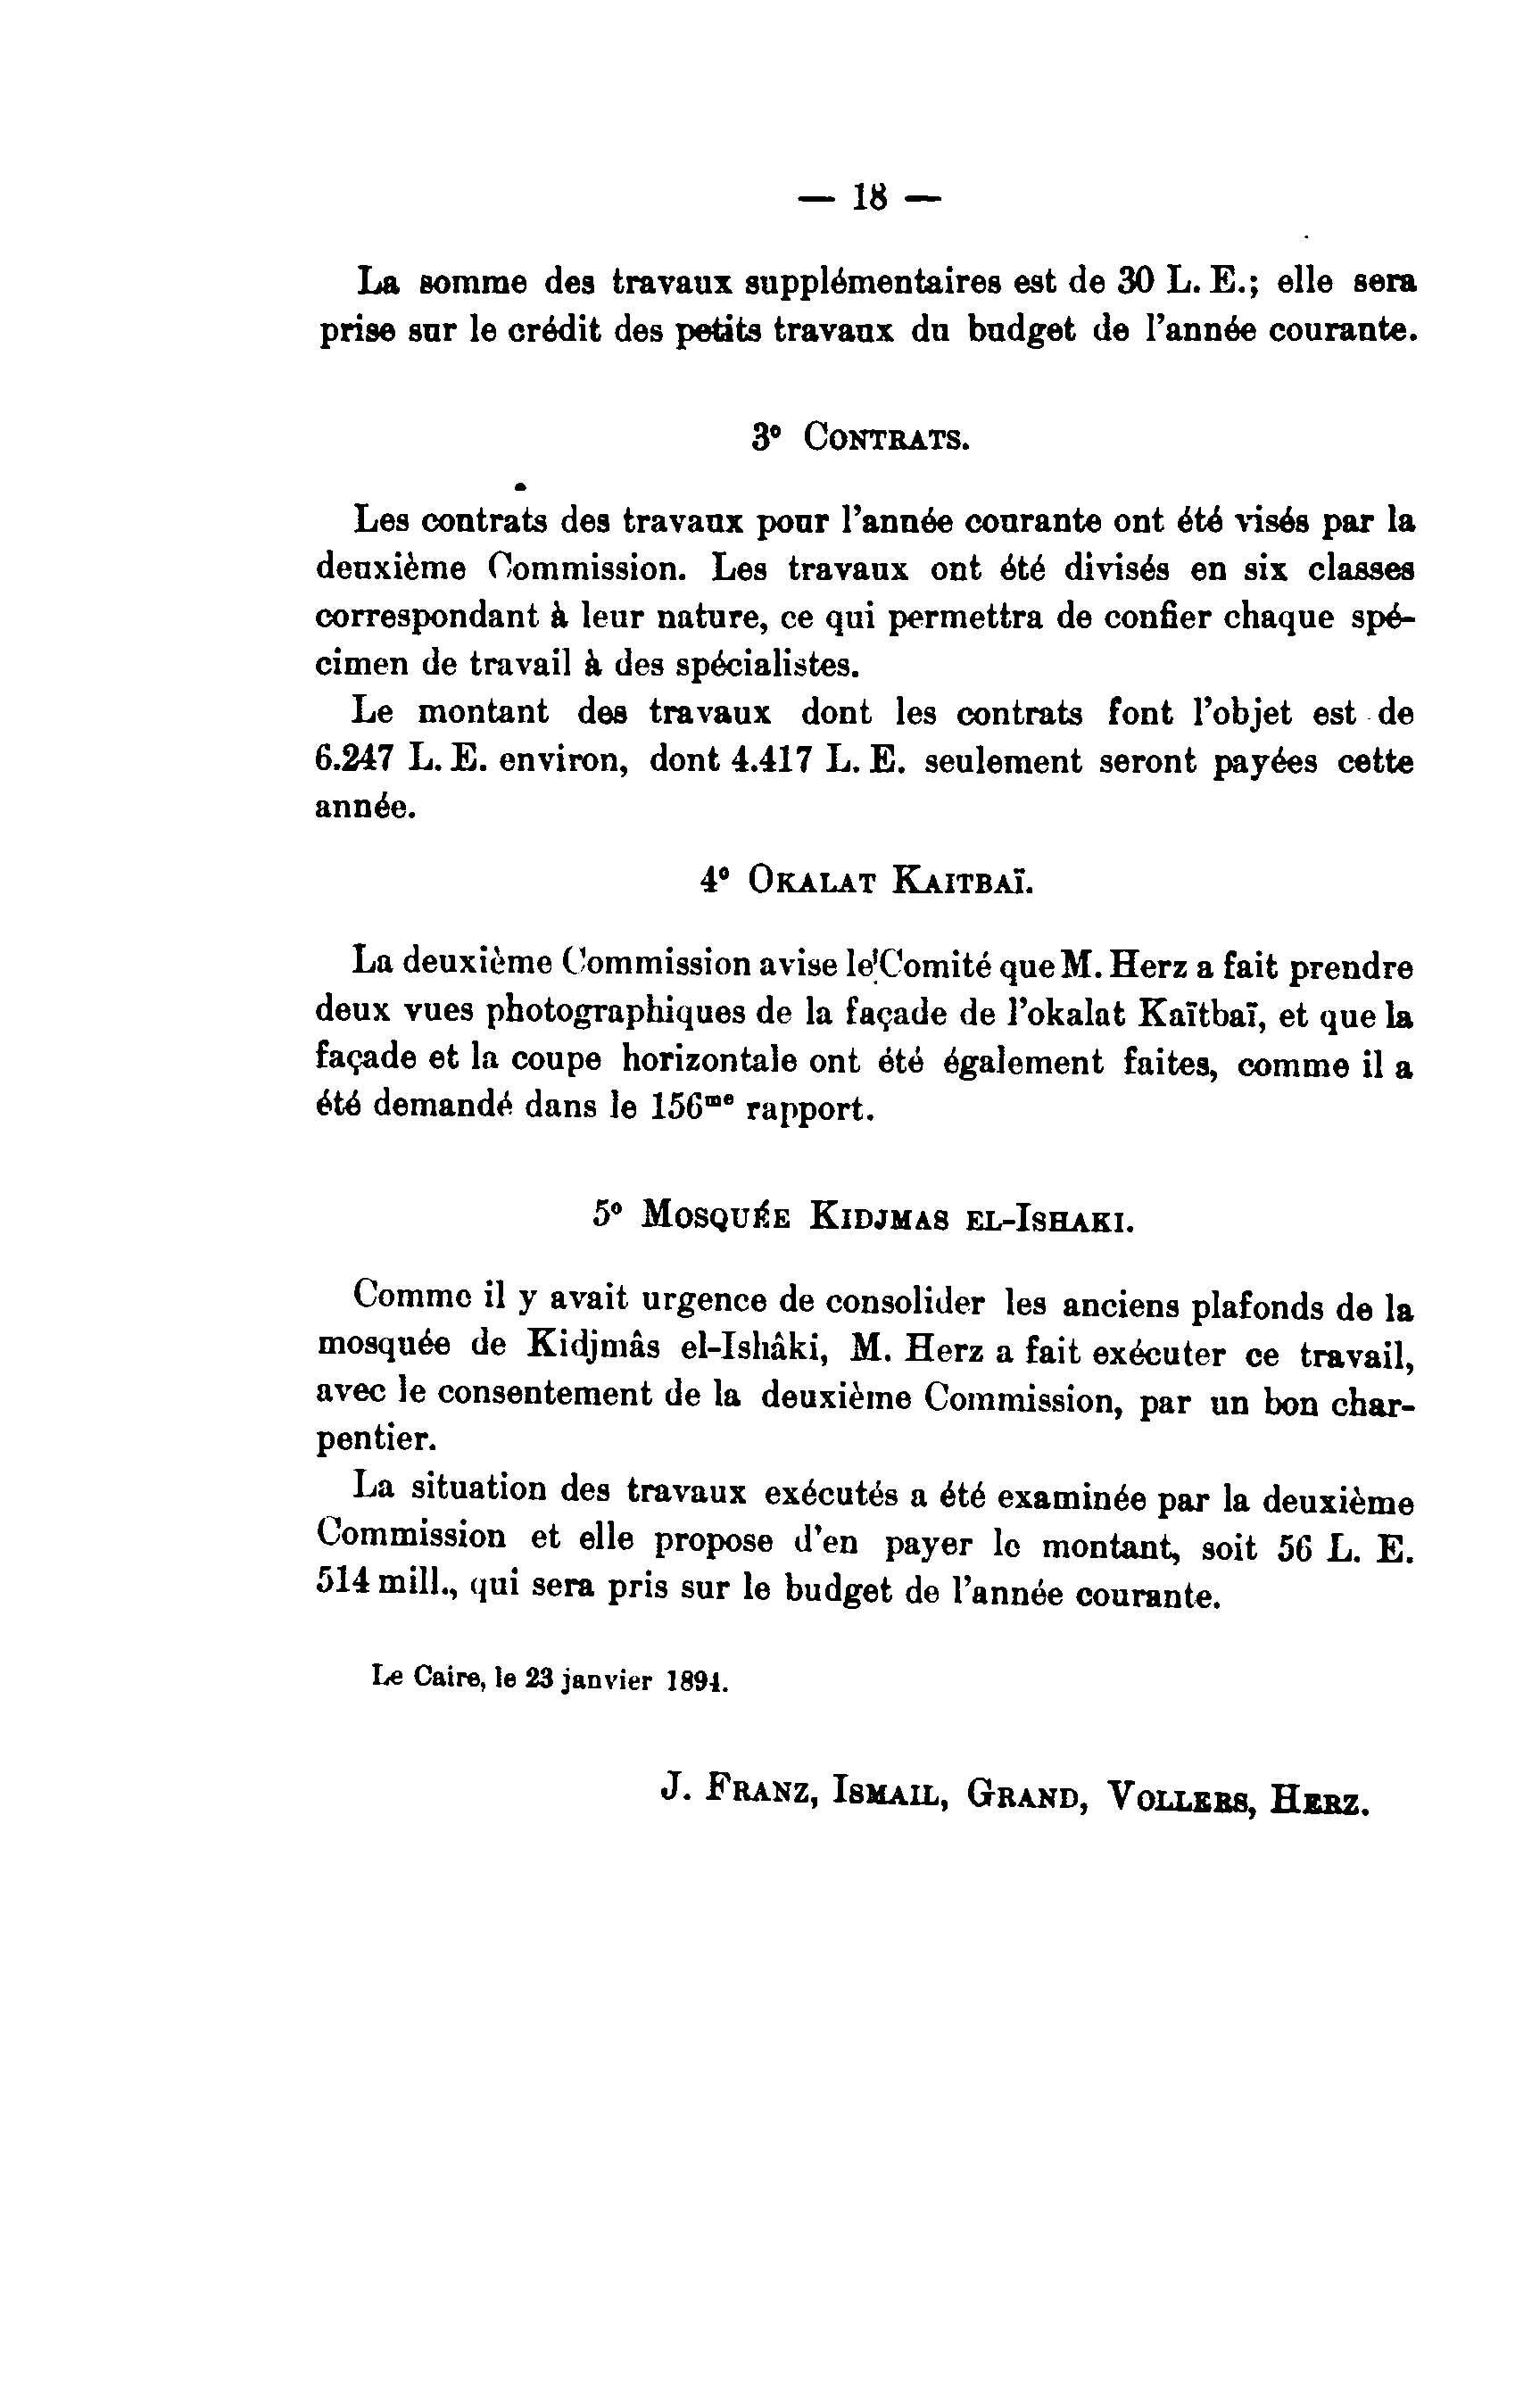 — 18 —
La somme des travaux supplémentaires est de 30 L. E.; elle sera
prise sur le crédit des petits travaux du budget de l'année courante.
3° CONTRATS.
Les contrats des travaux pour l'année courante ont été visés par la
deuxième Commission. Les travaux ont été divisés en six classes
correspondant à leur nature, ce qui permettra de confier chaque spé-
cimen de travail à des spécialistes.
Le montant des travaux dont les contrats font l'objet est de
6.247 L. E. environ, dont 4.417 L. E. seulement seront payées cette
année.
4° OKALAT KAITBAÏ.
La deuxième Commission avise le Comité que M. Herz a fait prendre
deux vues photographiques de la façade de l'okalat Kaïtbaï, et que la
façade et la coupe horizontale ont été également faites, comme il a
été demandé dans le 156me rapport.
5° MOSQUÉE KIDJMAS EL-ISHAKI.
Comme il y avait urgence de consolider les anciens plafonds de la
mosquée de Kidjmâs el-Ishâki, M. Herz a fait exécuter ce travail,
avec le consentement de la deuxième Commission, par un bon char-
pentier.
La situation des travaux exécutés a été examinée par la deuxième
Commission et elle propose d'en payer le montant, soit 56 L. E.
514 mill., qui sera pris sur le budget de l'année courante.
Le Caire, le 23 janvier 1894.
J. FRANZ, ISMAIL, GRAND, VOLLERS, HERZ.